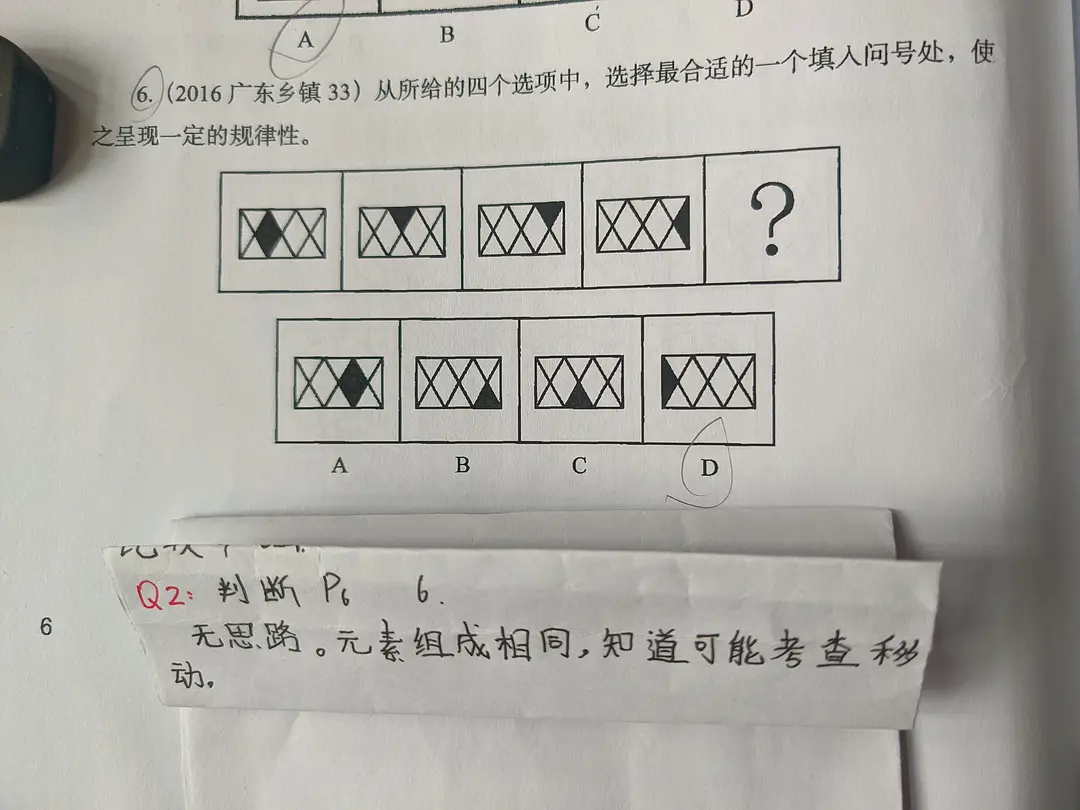 A B C D
6.(2016 广东乡镇 33）从所给的四个选项中，选择最合适的一个填入问号处，使
之呈现一定的规律性。
?
A B C D
Q2: 判断 P6 6.
无思路。元素组成相同，知道可能考查移
动。
6